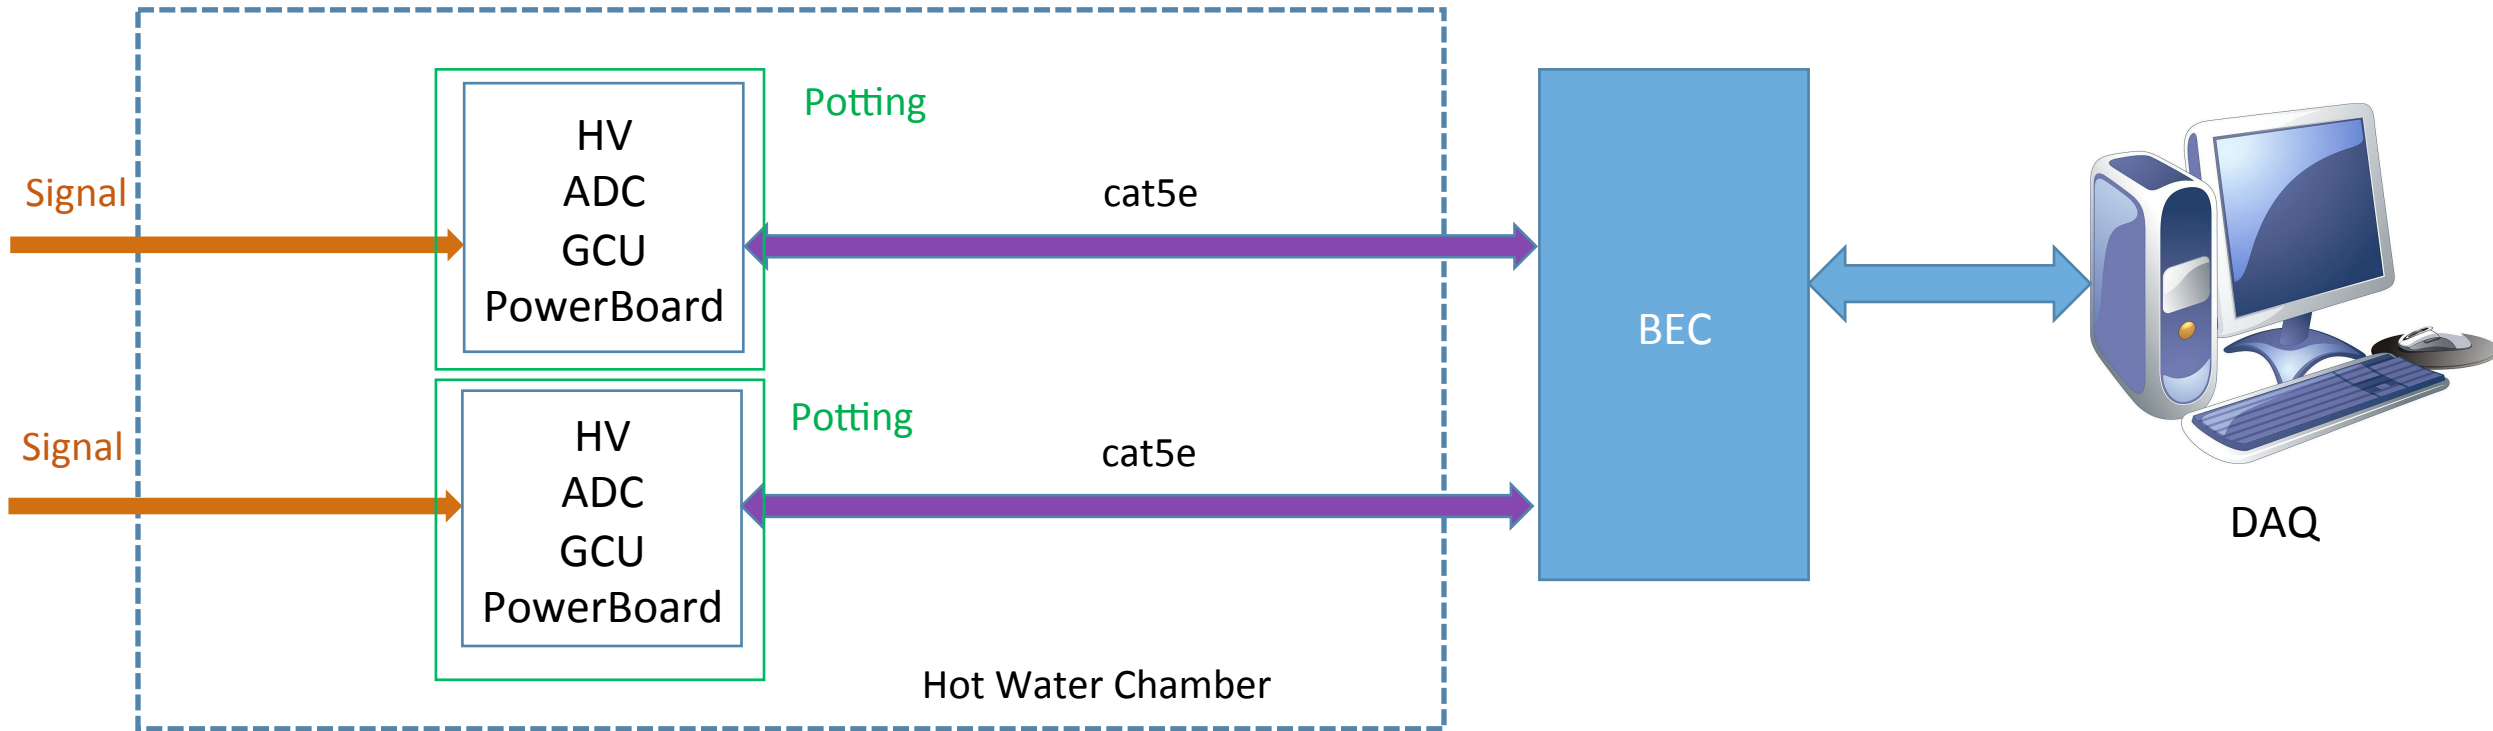 Signal
HV
ADC
GCU
PowerBoard
Potting
cat5e
Signal
HV
ADC
GCU
PowerBoard
Potting
cat5e
Hot Water Chamber
BEC
DAQ